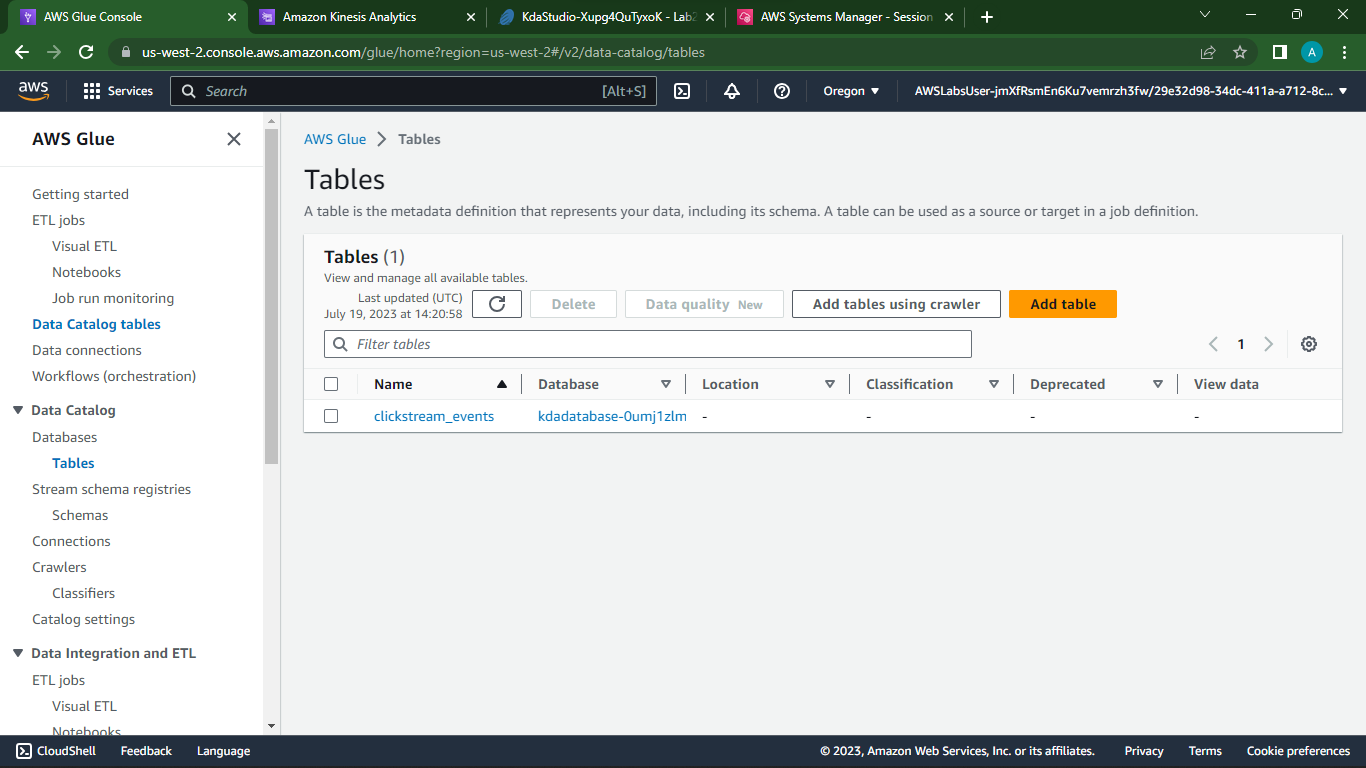 AWS Glue Console
Amazon Kinesis Analytics
KdaStudio-Xupg4QuTyxoK - Lab2
AWS Systems Manager - Session
us-west-2.console.aws.amazon.com/glue/home?region=us-west-2#/v2/data-catalog/tables
A
aws
Services
Search
[Alt+S]
Oregon
AWSLabsUser-jmXfRsmEn6Ku7vemrzh3fw/29e32d98-34dc-411a-a712-8c...
AWS Glue
Getting started
ETL jobs
Visual ETL
Notebooks
Job run monitoring
Data Catalog tables
Data connections
Workflows (orchestration)
Data Catalog
Databases
Tables
Stream schema registries
Schemas
Connections
Crawlers
Classifiers
Catalog settings
Data Integration and ETL
ETL jobs
Visual ETL
Notebooks
AWS Glue > Tables
Tables
A table is the metadata definition that represents your data, including its schema. A table can be used as a source or target in a job definition.
Tables (1)
View and manage all available tables.
Last updated (UTC)
July 19, 2023 at 14:20:58
Delete
Data quality New
Add tables using crawler
Add table
Filter tables
1
Name Database Location Classification Deprecated View data
clickstream_events kdadatabase-0umj1zlm - - - -
CloudShell
Feedback
Language
© 2023, Amazon Web Services, Inc. or its affiliates.
Privacy
Terms
Cookie preferences